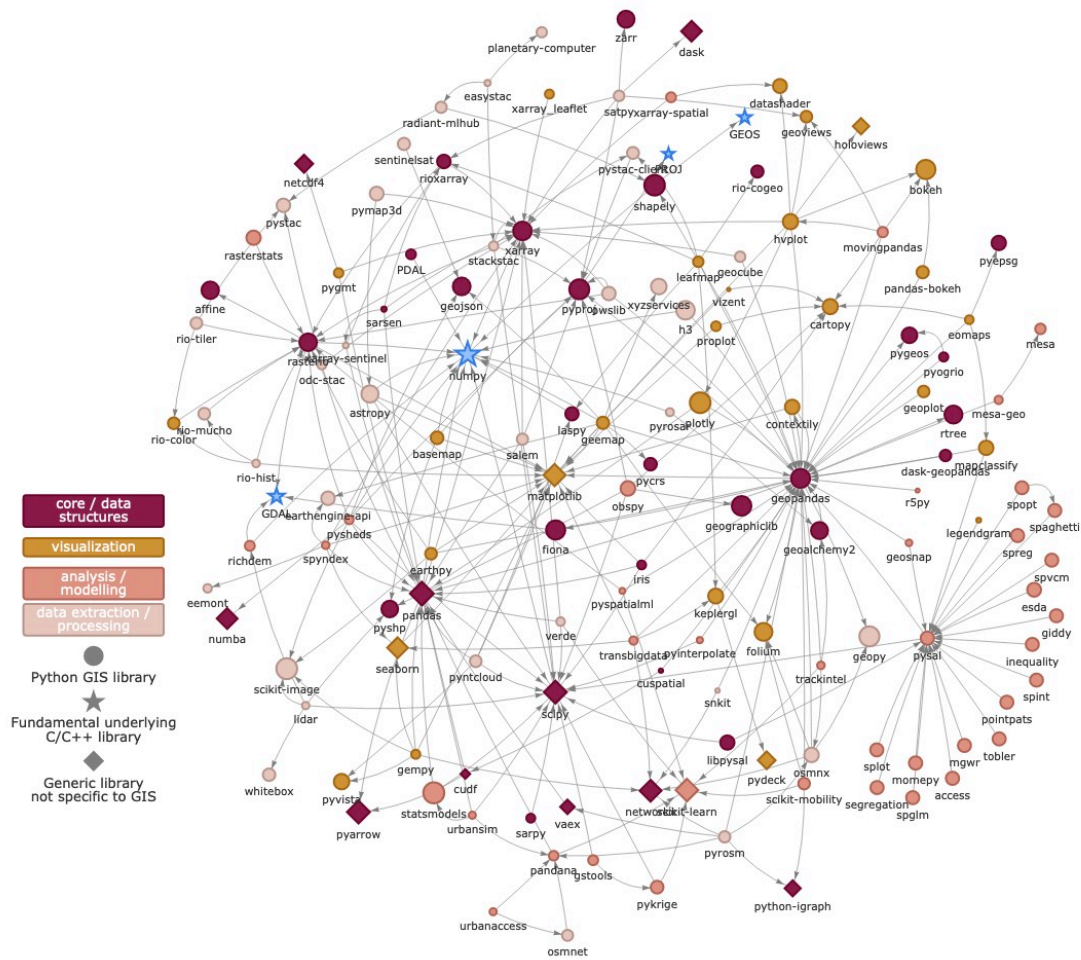 zarr
planetary-computer
dask
easystac
xarray_leaflet
satpy
xarray-spatial
datashader
radiant-mlhub
geoviews
GEOS
holoviews
sentinelsat
pystac-client
PROJ
netcdf4
rioxarray
rio-cogeo
bokeh
shapely
pymap3d
pystac
hvplot
movingpandas
rasterstats
xarray
stackstac
PDAL
pyepsg
leafmap
geocube
pygmt
pandas-bokeh
affine
geojson
pyproj
owslib
xyzservices
vizent
sarsen
h3
cartopy
eomaps
rio-tiler
proplot
mesa
rasterio
xarray-sentinel
pygeos
numpy
odc-stac
pyogrio
astropy
geoplot
mesa-geo
rio-mucho
rio-color
laspy
geemap
pyrosar
plotly
contextily
rtree
basemap
salem
dask-geopandas
mapclassify
rio-hist
pycrs
matplotlib
geopandas
r5py
GDAL
earthengine-api
obspy
spopt
core / data
structures
geographiclib
legendgram
spaghetti
pysheds
fiona
geoalchemy2
spreg
visualization
richdem
spyndex
geosnap
earthpy
spvcm
analysis /
modelling
iris
esda
eemont
pandas
pyspatialml
keplergl
giddy
data extraction /
processing
numba
pyshp
verde
folium
geopy
pysal
transbigdata
pyinterpolate
inequality
seaborn
Python GIS library
pyntcloud
cuspatial
trackintel
spint
scikit-image
scipy
snkit
pointpats
Fundamental underlying
C/C++ library
lidar
libpysal
tobler
gempy
osmnx
splot
mgwr
Generic library
not specific to GIS
whitebox
cudf
pydeck
momepy
access
pyvista
scikit-mobility
segregation
spglm
pyarrow
statsmodels
urbansim
vaex
networkx
scikit-learn
sarpy
pyrosm
pandana
gstools
pykrige
python-igraph
urbanaccess
osmnet